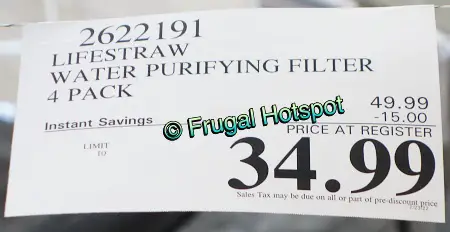 2622191
LIFESTRAW
WATER PURIFYING FILTER
4 PACK
49.99
Instant Savings -15.00
© Frugal Hotspot
PRICE AT REGISTER
LIMIT
34.99
Sales Tax may be due on all or part of pre-discount price